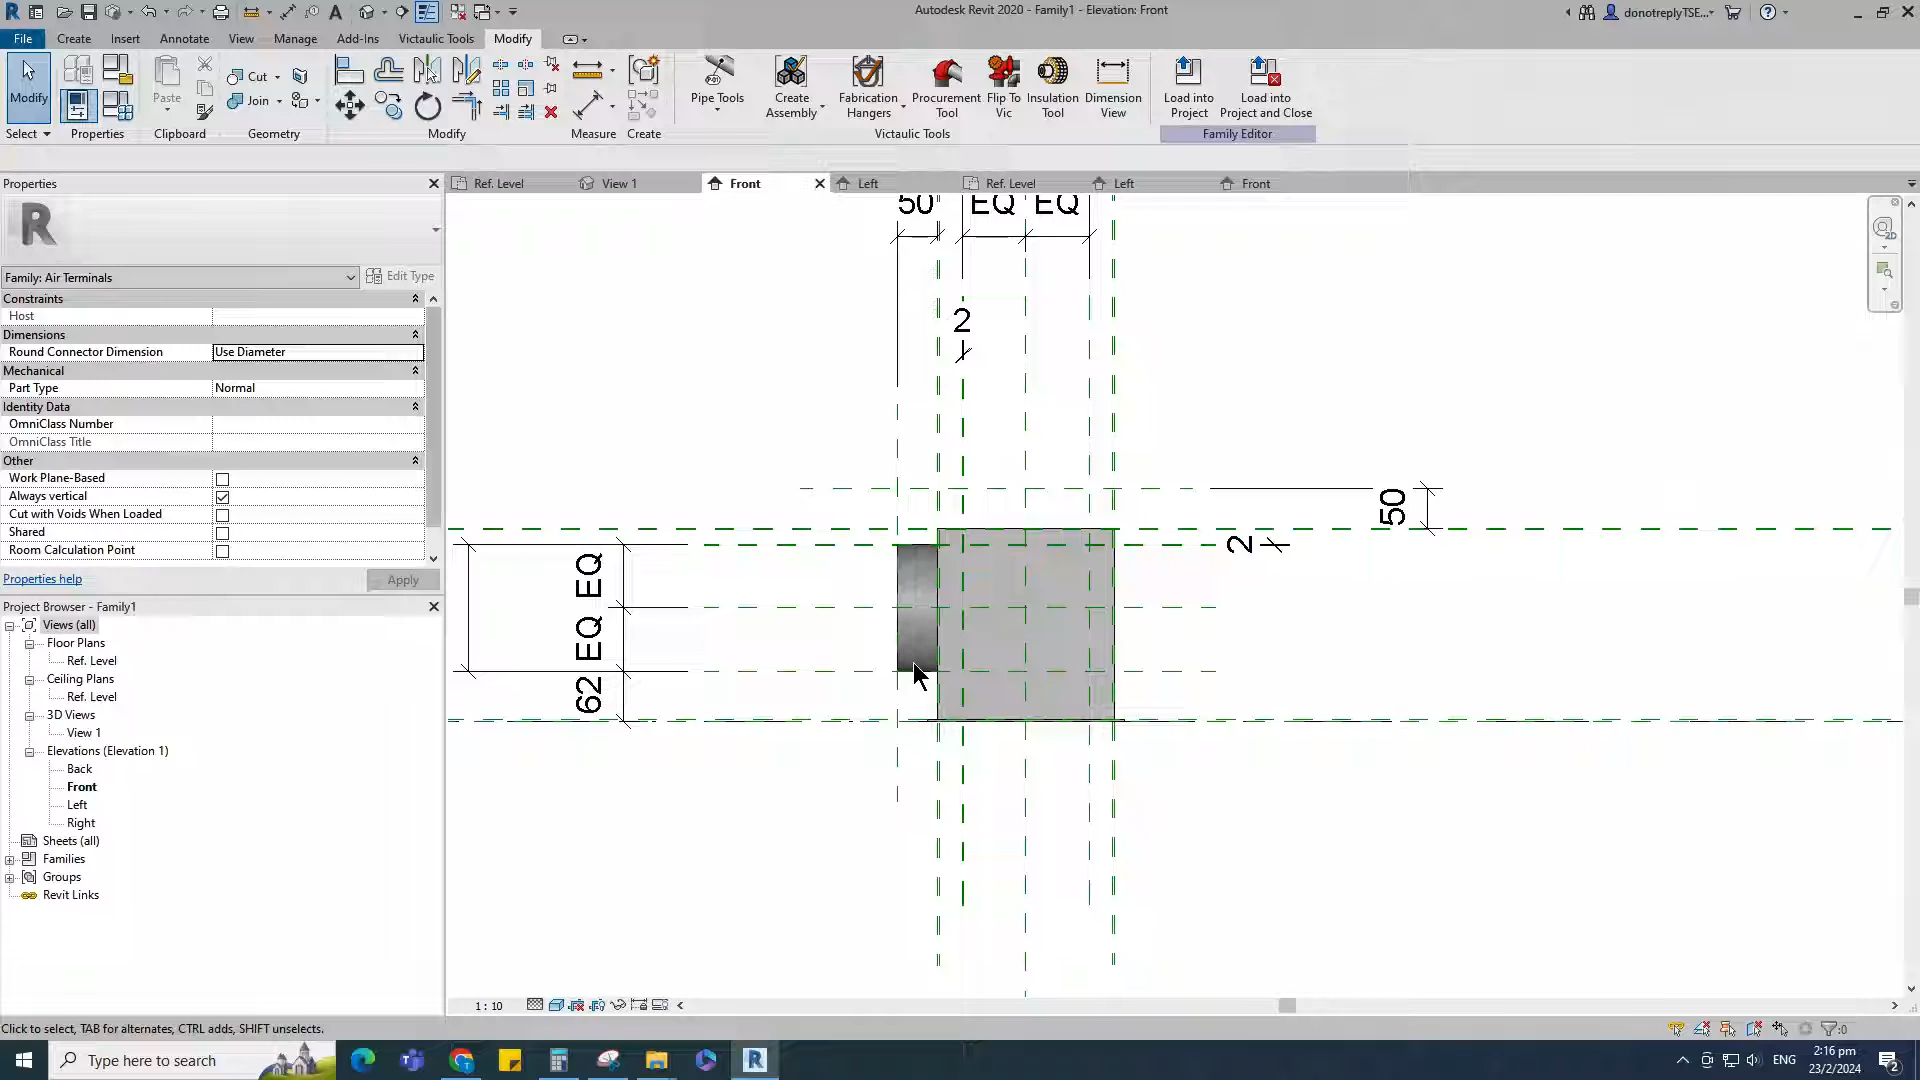 Autodesk Revit 2020 - Family1 - Elevation: Front
donotreplyTSE...
File Create Insert Annotate View Manage Add-Ins Victaulic Tools Modify
Modify
Paste
Cut
Join
Pipe Tools
Create Assembly
Fabrication Hangers
Procurement Tool
Flip To Vic
Insulation Tool
Dimension View
Load into Project
Load into Project and Close
Select Properties Clipboard Geometry Modify Measure Create Victaulic Tools Family Editor
Properties
Ref. Level View 1 Front Left Ref. Level Left Front
Family: Air Terminals
Edit Type
Constraints
Host
Dimensions
Round Connector Dimension Use Diameter
Mechanical
Part Type Normal
Identity Data
OmniClass Number
OmniClass Title
Other
Work Plane-Based
Always vertical
Cut with Voids When Loaded
Shared
Room Calculation Point
Properties help Apply
Project Browser - Family1
Views (all)
Floor Plans
Ref. Level
Ceiling Plans
Ref. Level
3D Views
View 1
Elevations (Elevation 1)
Back
Front
Left
Right
Sheets (all)
Families
Groups
Revit Links
50 EQ EQ
2
50
2
EQ
EQ
62
1 : 10
Click to select, TAB for alternates, CTRL adds, SHIFT unselects.
:0
Type here to search
ENG
2:16 pm
23/2/2024
2